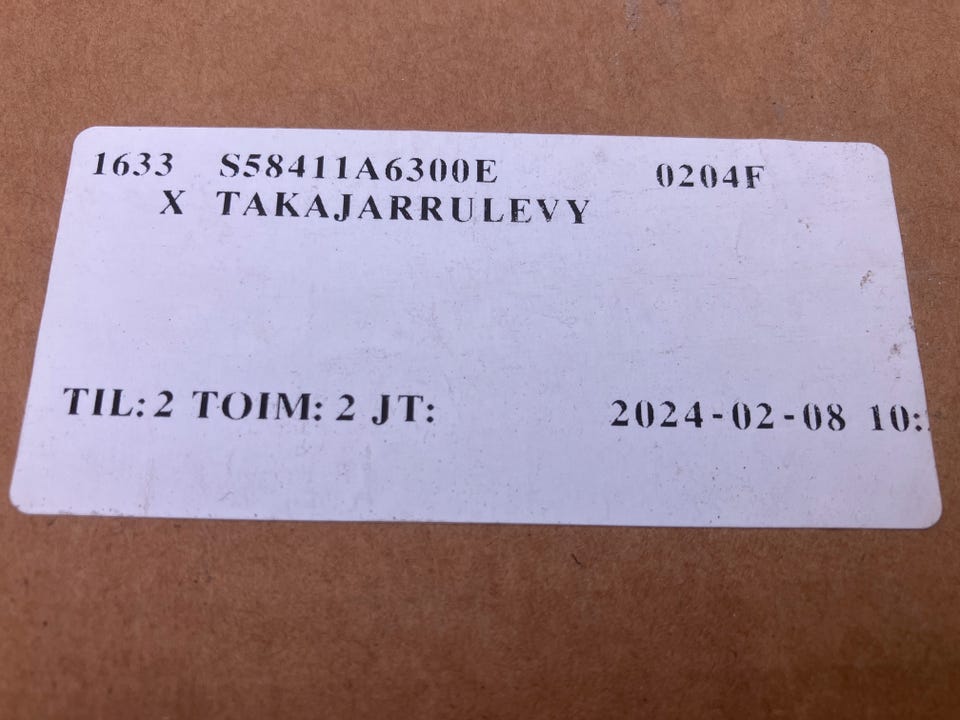 1633 S58411A6300E 0204F
X TAKAJARRULEVY
TIL: 2 TOIM: 2 JT: 2024-02-08 10: